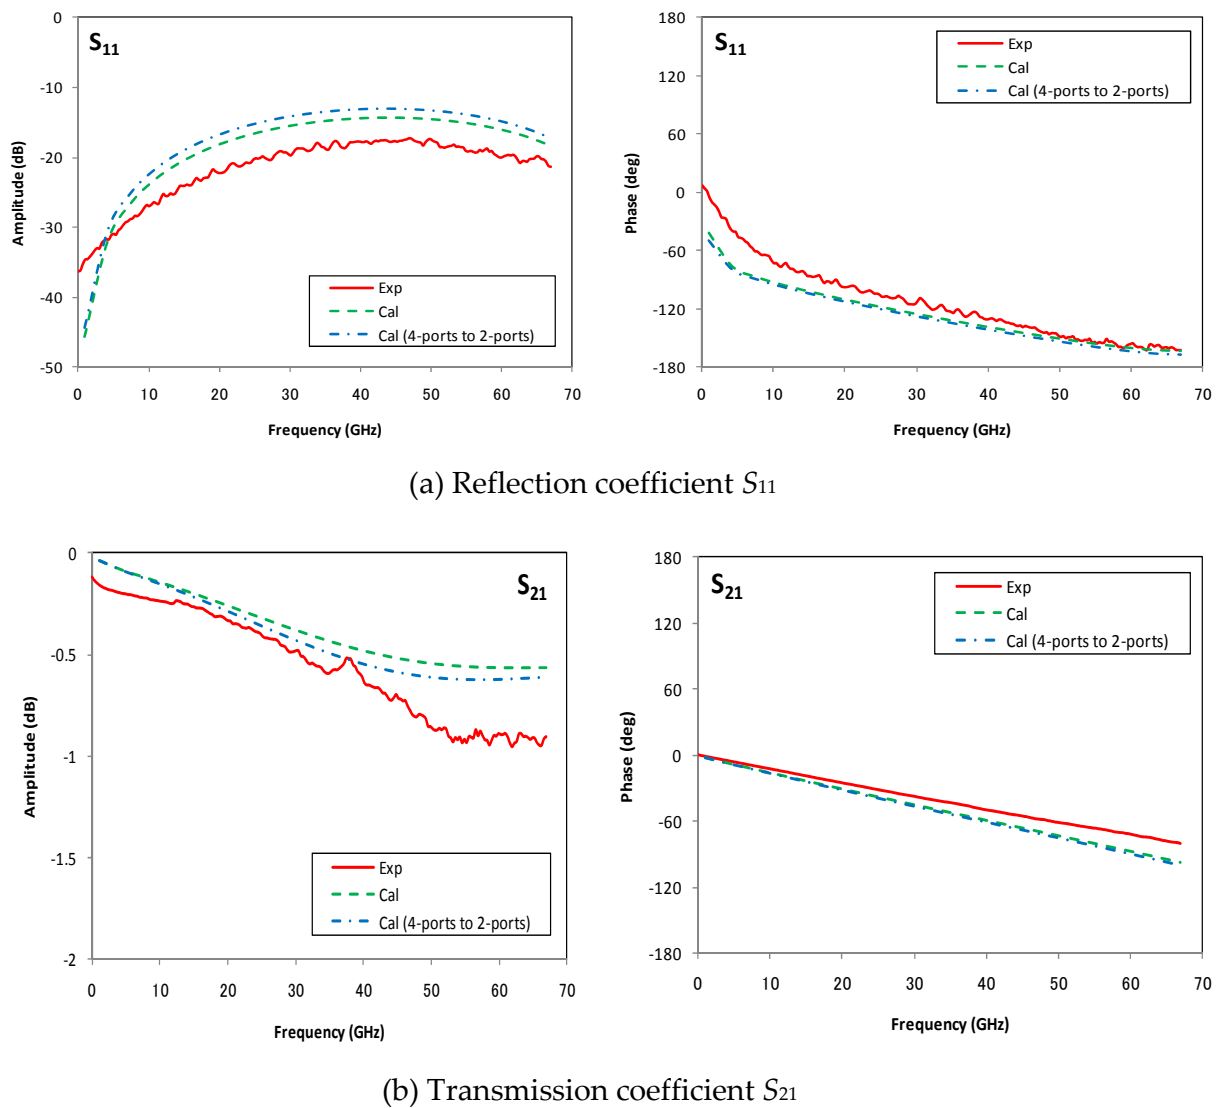 S11
0
-10
-20
-30
-40
-50
Amplitude (dB)
0 10 20 30 40 50 60 70
Frequency (GHz)
Exp
Cal
Cal (4-ports to 2-ports)
S11
180
120
60
0
-60
-120
-180
Phase (deg)
0 10 20 30 40 50 60 70
Frequency (GHz)
Exp
Cal
Cal (4-ports to 2-ports)
(a) Reflection coefficient S11
S21
0
-0.5
-1
-1.5
-2
Amplitude (dB)
0 10 20 30 40 50 60 70
Frequency (GHz)
Exp
Cal
Cal (4-ports to 2-ports)
S21
180
120
60
0
-60
-120
-180
Phase (deg)
0 10 20 30 40 50 60 70
Frequency (GHz)
Exp
Cal
Cal (4-ports to 2-ports)
(b) Transmission coefficient S21